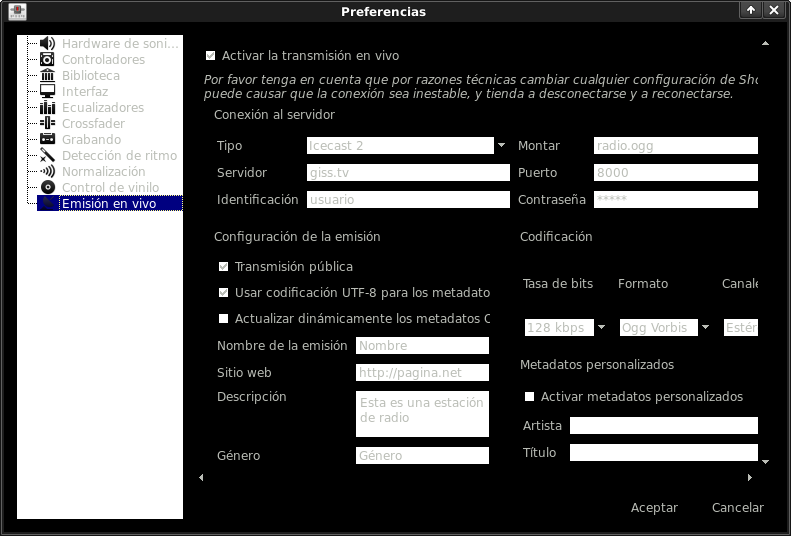 Preferencias
Hardware de soni...
Controladores
Biblioteca
Interfaz
Ecualizadores
Crossfader
Grabando
Detección de ritmo
Normalización
Control de vinilo
Emisión en vivo
Activar la transmisión en vivo
Por favor tenga en cuenta que por razones técnicas cambiar cualquier configuración de Sho
puede causar que la conexión sea inestable, y tienda a desconectarse y a reconectarse.
Conexión al servidor
Tipo Icecast 2 Montar radio.ogg
Servidor giss.tv Puerto 8000
Identificación usuario Contraseña *****
Configuración de la emisión Codificación
Transmisión pública
Tasa de bits Formato Canale
Usar codificación UTF-8 para los metadato
Actualizar dinámicamente los metadatos O
128 kbps Ogg Vorbis Estér
Nombre de la emisión Nombre
Sitio web http://pagina.net
Metadatos personalizados
Descripción Esta es una estación
de radio
Activar metadatos personalizados
Artista
Género Género
Título
Aceptar Cancelar